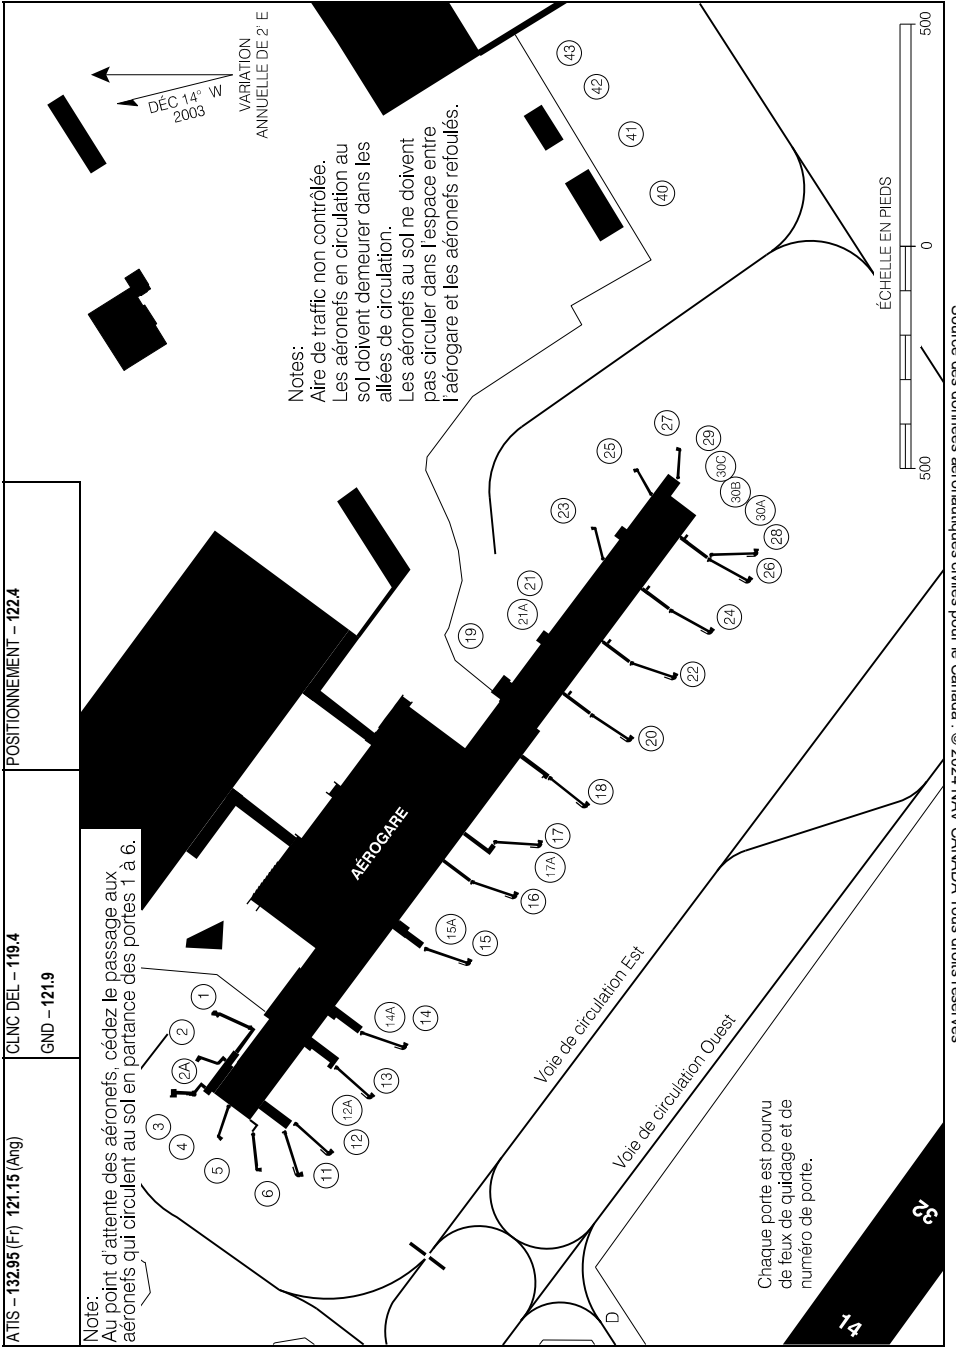 ATIS – 132.95 (Fr) 121.15 (Ang)
CLNC DEL – 119.4
GND – 121.9
POSITIONNEMENT – 122.4
Note:
Au point d'attente des aéronefs, cédez le passage aux
aéronefs qui circulent au sol en partance des portes 1 à 6.
DÉC 14° W
2003
VARIATION
ANNUELLE DE 2' E
Notes:
Aire de traffic non contrôlée.
Les aéronefs en circulation au
sol doivent demeurer dans les
allées de circulation.
Les aéronefs au sol ne doivent
pas circuler dans l'espace entre
l'aérogare et les aéronefs refoulés.
AÉROGARE
1
2
2A
3
4
5
6
11
12
12A
13
14A
14
15A
15
16
17A
17
18
19
20
21A
21
22
23
24
25
26
27
28
29
30C
30B
30A
40
41
42
43
Voie de circulation Est
Voie de circulation Ouest
D
Chaque porte est pourvu
de feux de quidage et de
numéro de porte.
14
32
ÉCHELLE EN PIEDS
500
0
500